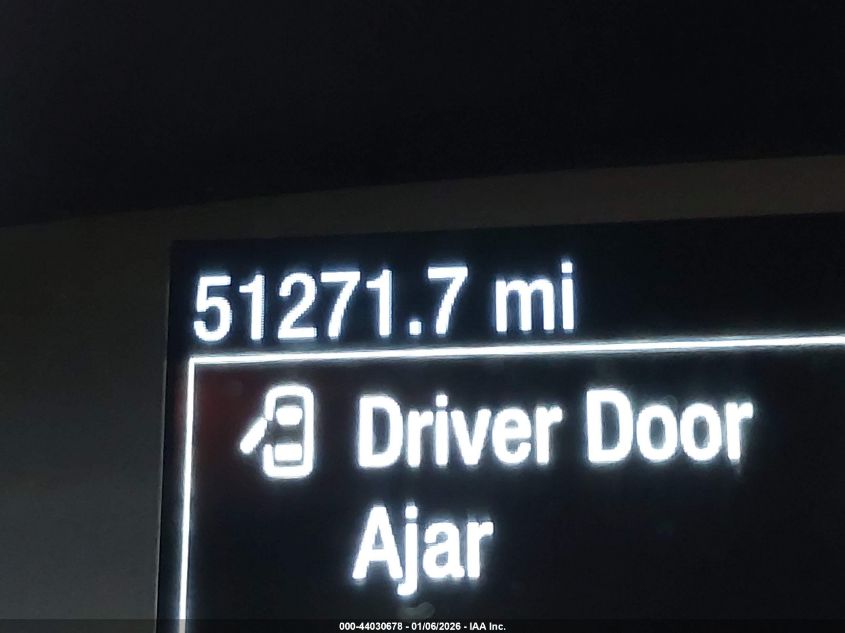 51271.7 mi
Driver Door
Ajar
000-44030678 - 01/06/2026 - IAA Inc.